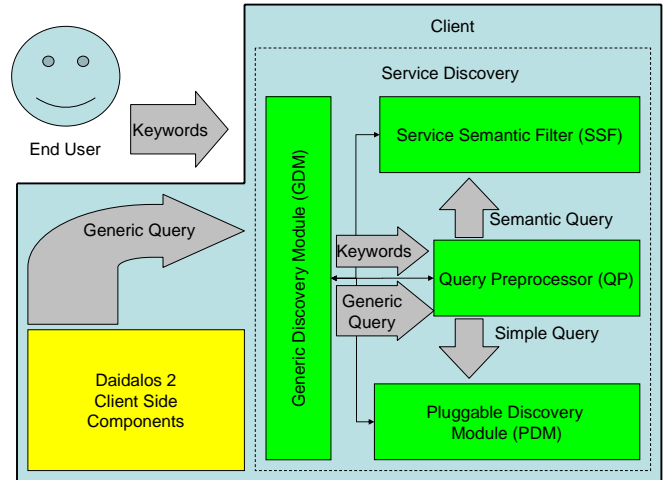 Client
Service Discovery
End User
Keywords
Generic Query
Daidalos 2
Client Side
Components
Generic Discovery Module (GDM)
Service Semantic Filter (SSF)
Semantic Query
Keywords
Query Preprocessor (QP)
Generic
Query
Simple Query
Pluggable Discovery
Module (PDM)